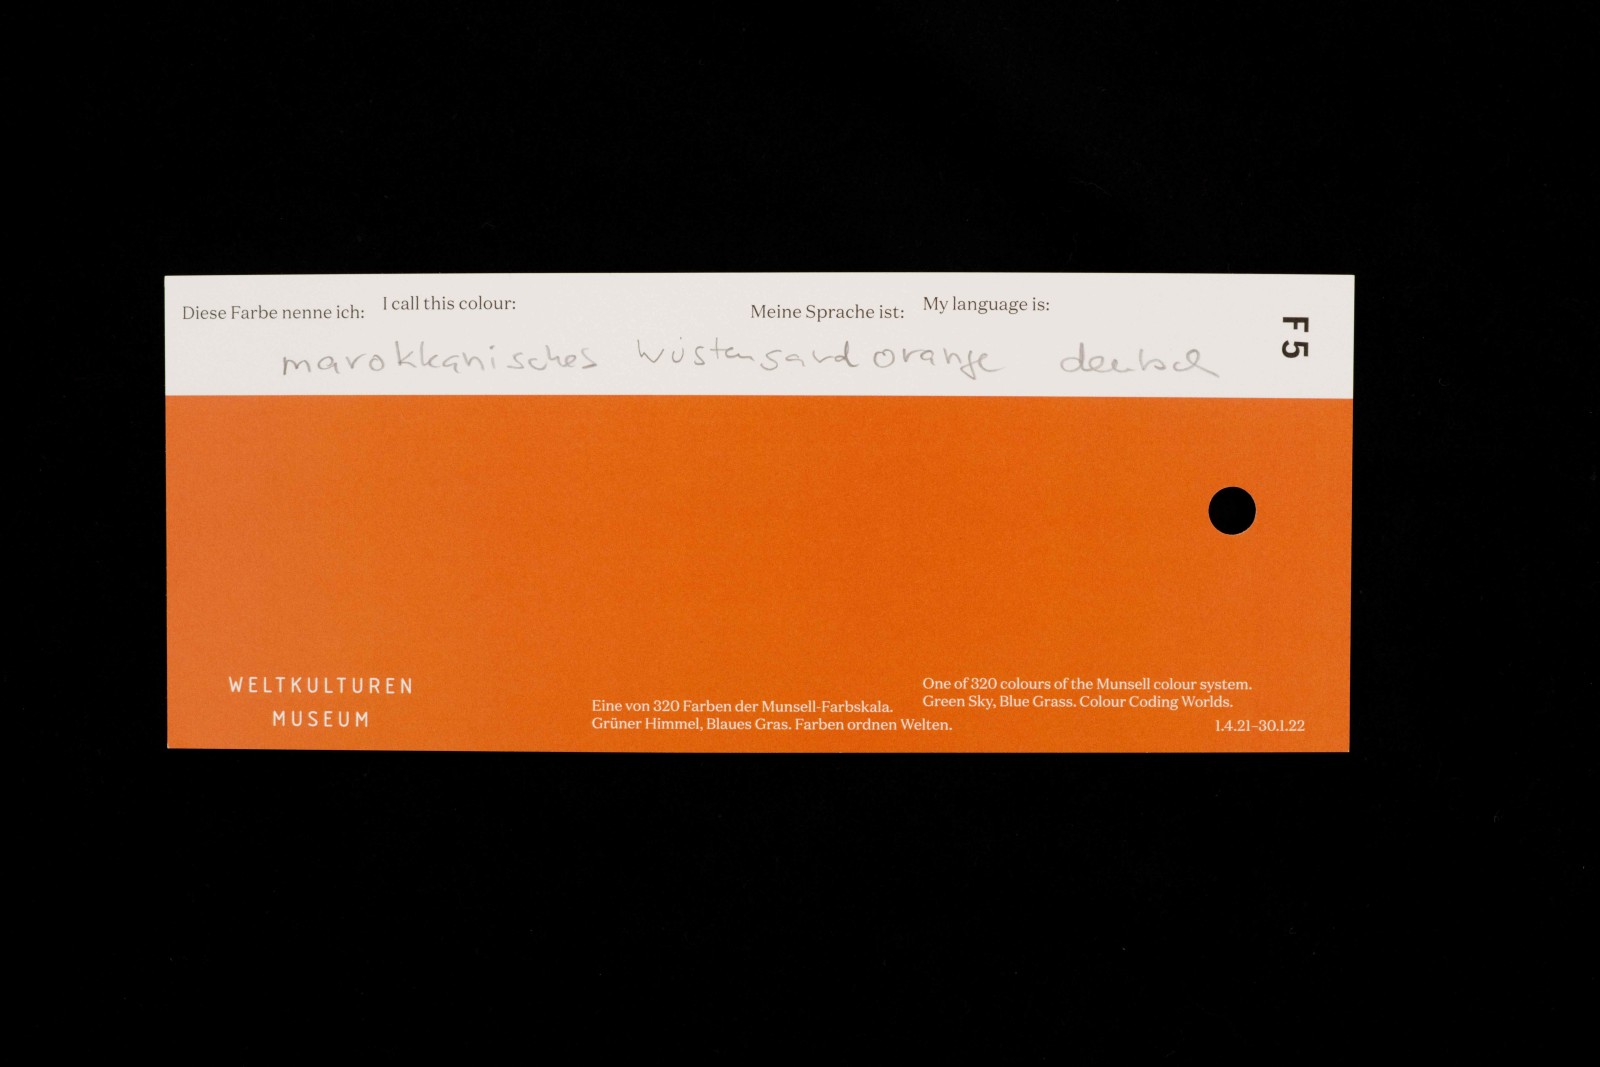 Diese Farbe nenne ich:
I call this colour:
Meine Sprache ist:
My language is:
F5
marokkanisches Wüstensandorange deutsch
WELTKULTUREN
MUSEUM
Eine von 320 Farben der Munsell-Farbskala.
Grüner Himmel, Blaues Gras. Farben ordnen Welten.
One of 320 colours of the Munsell colour system.
Green Sky, Blue Grass. Colour Coding Worlds.
1.4.21–30.1.22